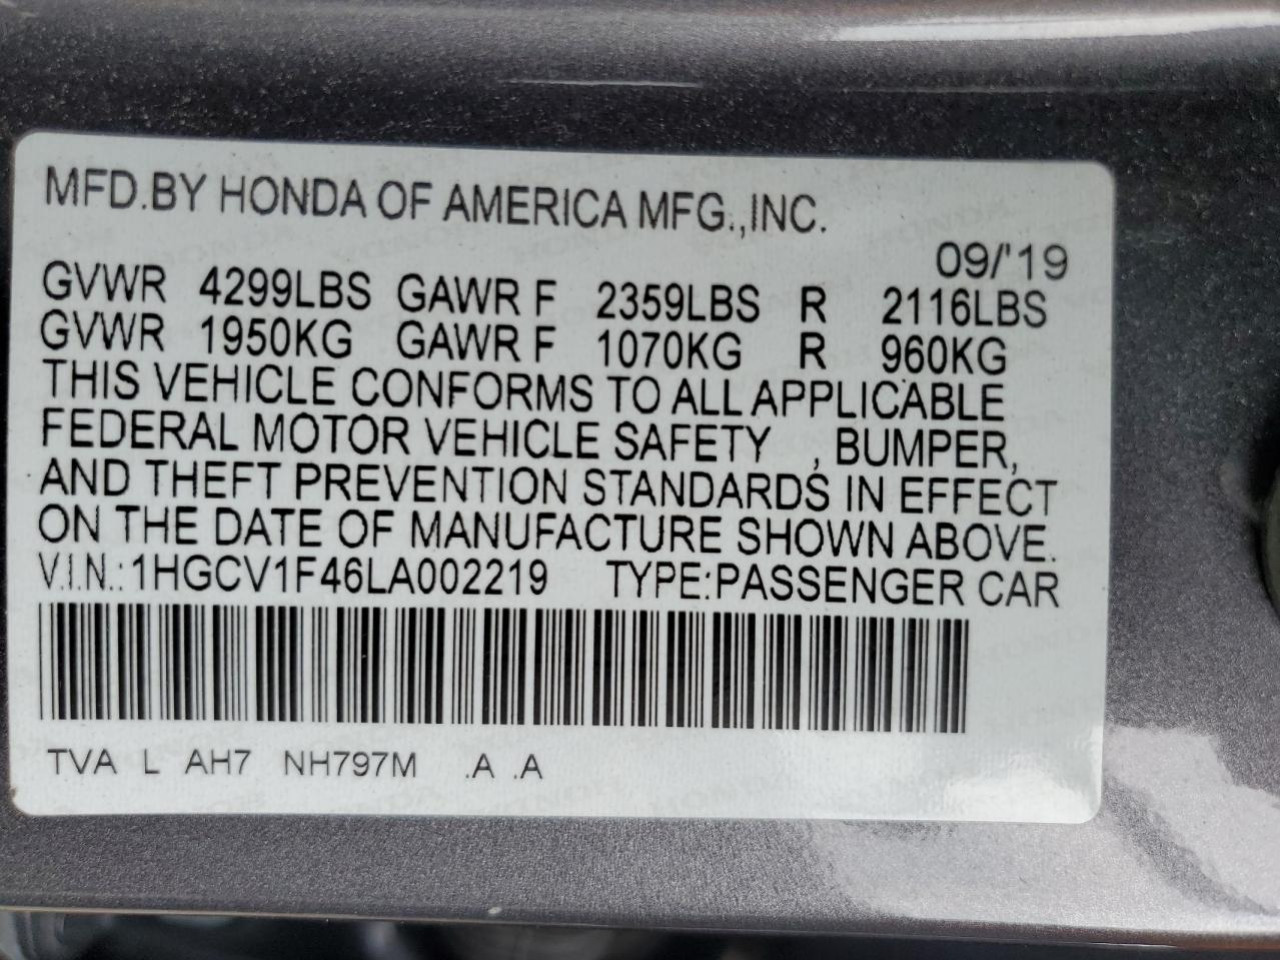 MFD.BY HONDA OF AMERICA MFG.,INC.
09/'19
GVWR 4299LBS GAWR F 2359LBS R 2116LBS
GVWR 1950KG GAWR F 1070KG R 960KG
THIS VEHICLE CONFORMS TO ALL APPLICABLE
FEDERAL MOTOR VEHICLE SAFETY , BUMPER,
AND THEFT PREVENTION STANDARDS IN EFFECT
ON THE DATE OF MANUFACTURE SHOWN ABOVE.
V.I.N.: 1HGCV1F46LA002219 TYPE:PASSENGER CAR
TVA L AH7 NH797M .A .A